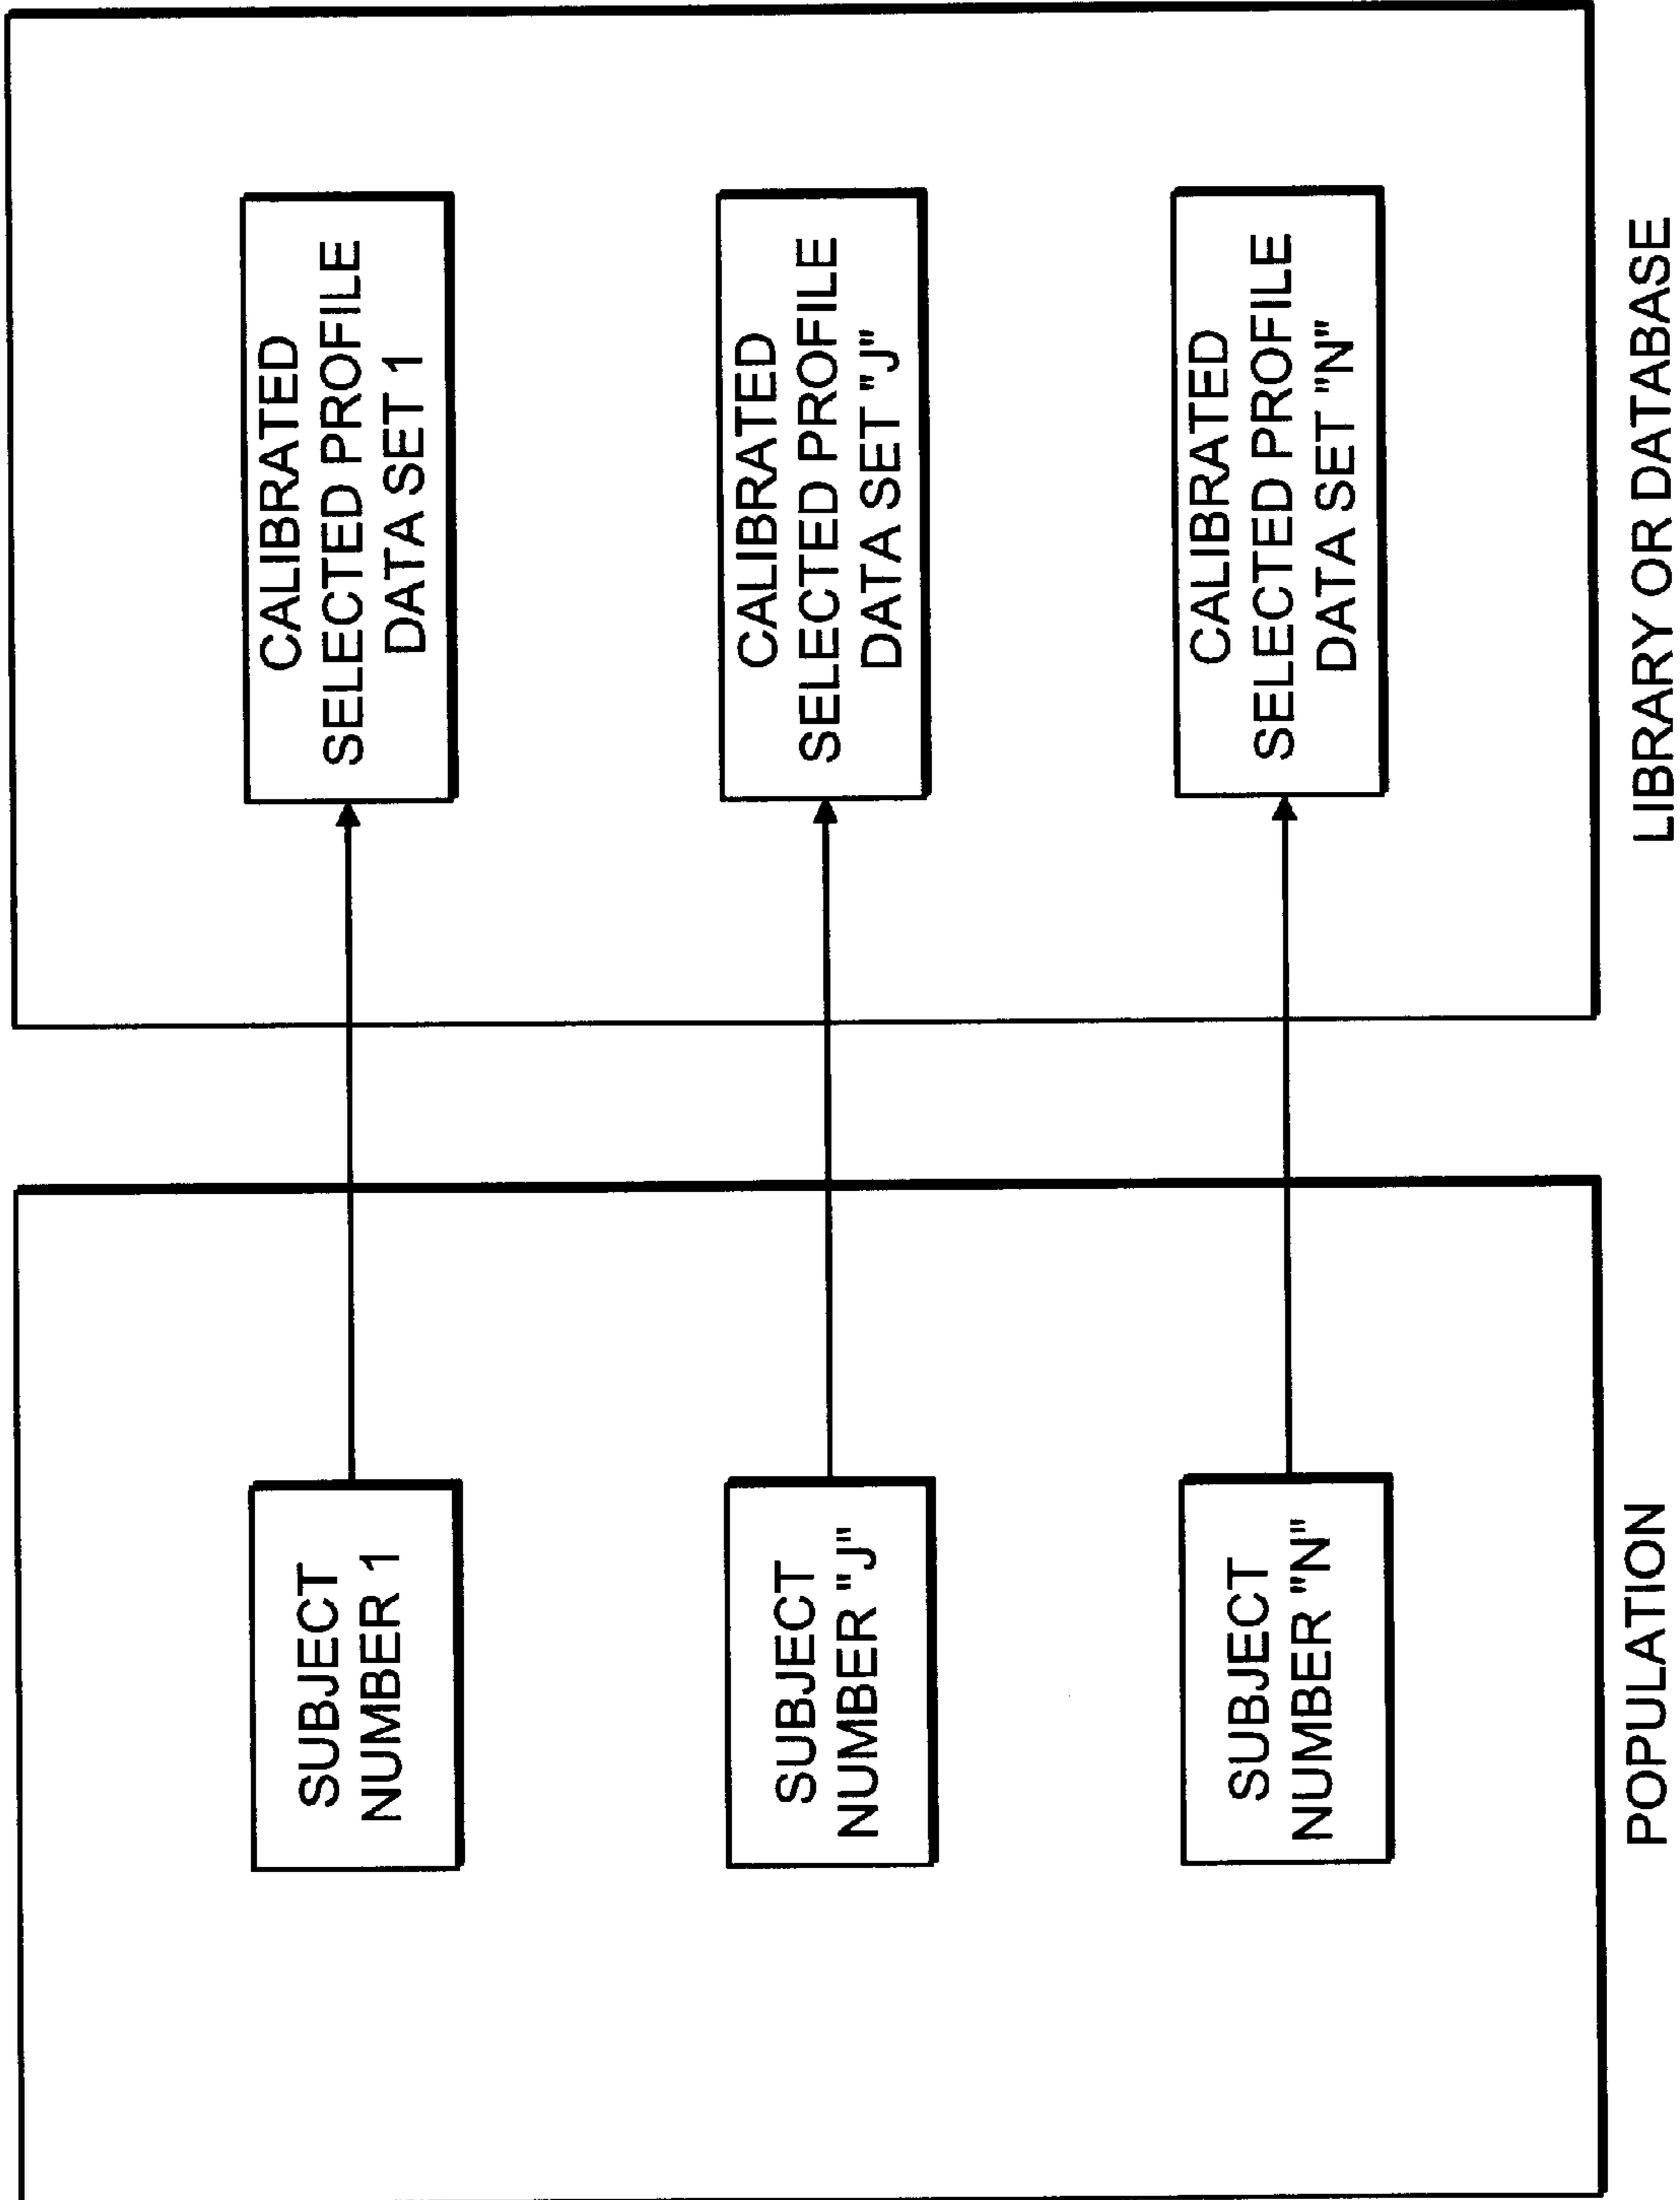 SUBJECT
NUMBER 1
CALIBRATED
SELECTED PROFILE
DATA SET 1
SUBJECT
NUMBER "J"
CALIBRATED
SELECTED PROFILE
DATA SET "J"
SUBJECT
NUMBER "N"
CALIBRATED
SELECTED PROFILE
DATA SET "N"
POPULATION
LIBRARY OR DATABASE